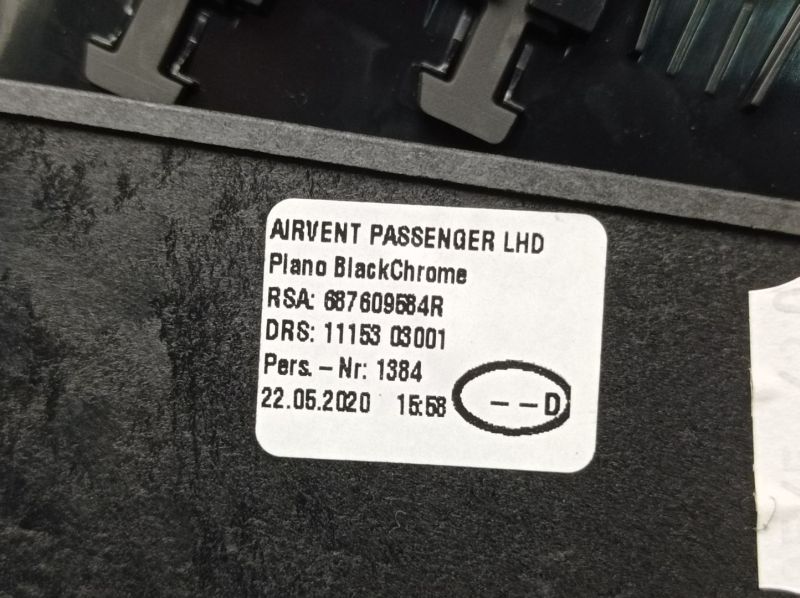 AIRVENT PASSENGER LHD
Piano BlackChrome
RSA: 687609584R
DRS: 11153 03001
Pers. - Nr: 1384
22.05.2020 15:58 - - D